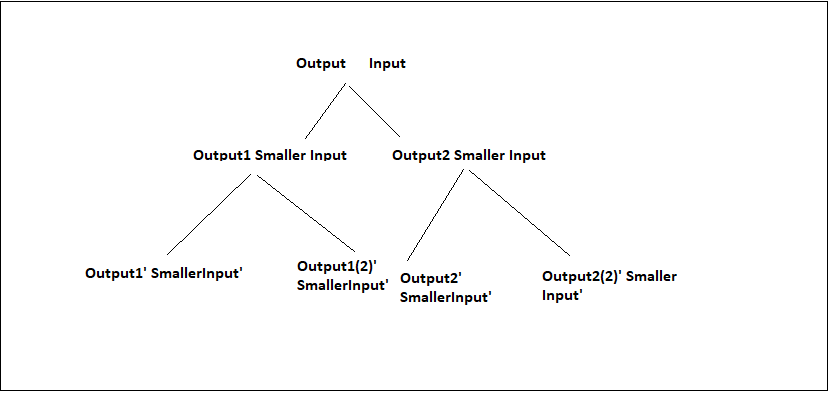 Output Input
Output1 Smaller Input Output2 Smaller Input
Output1' SmallerInput'
Output1(2)'
SmallerInput'
Output2'
SmallerInput'
Output2(2)' Smaller
Input'